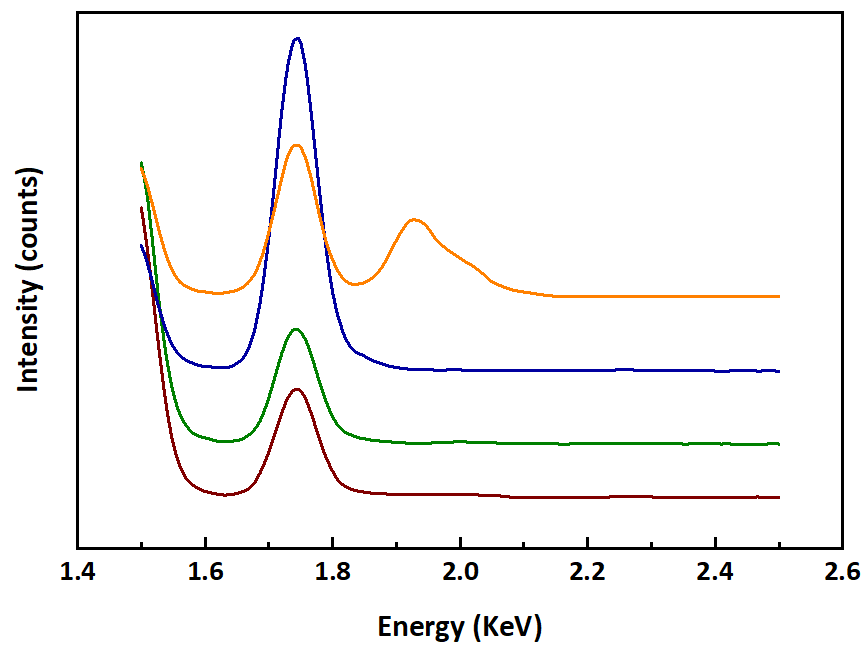 Intensity (counts)
1.4 1.6 1.8 2.0 2.2 2.4 2.6
Energy (KeV)